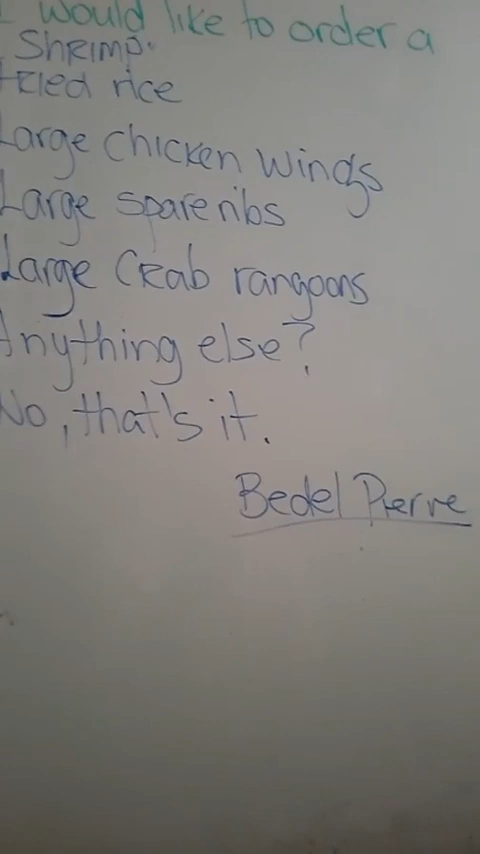 I would like to order a
Shrimp.
Fried rice
Large chicken wings
Large spare ribs
Large Crab rangoons
Anything else?
No, that's it.
Bedel Pierre